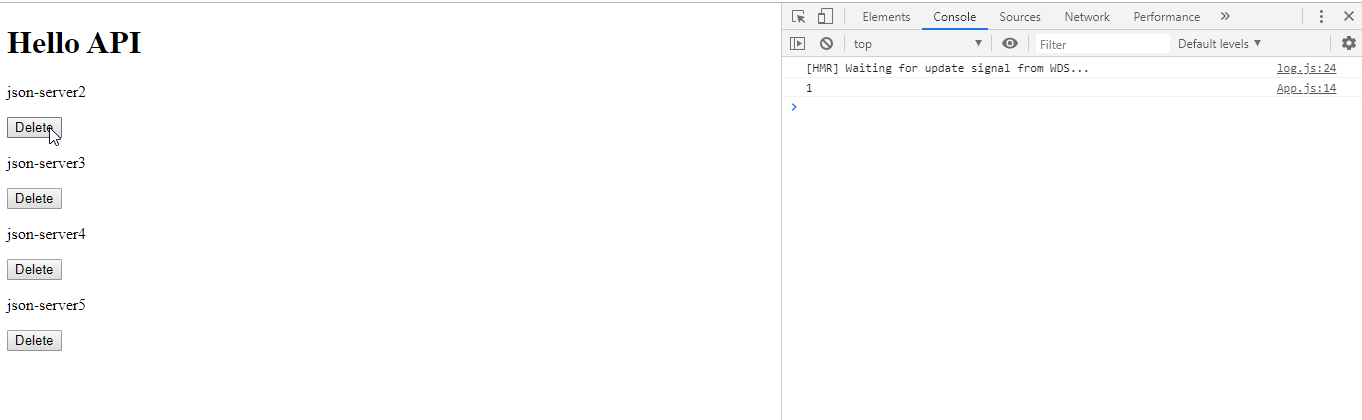 Hello API
json-server2
Delete
json-server3
Delete
json-server4
Delete
json-server5
Delete
Elements Console Sources Network Performance »
top ▼ Filter Default levels ▼
[HMR] Waiting for update signal from WDS... log.js:24
1 App.js:14
>